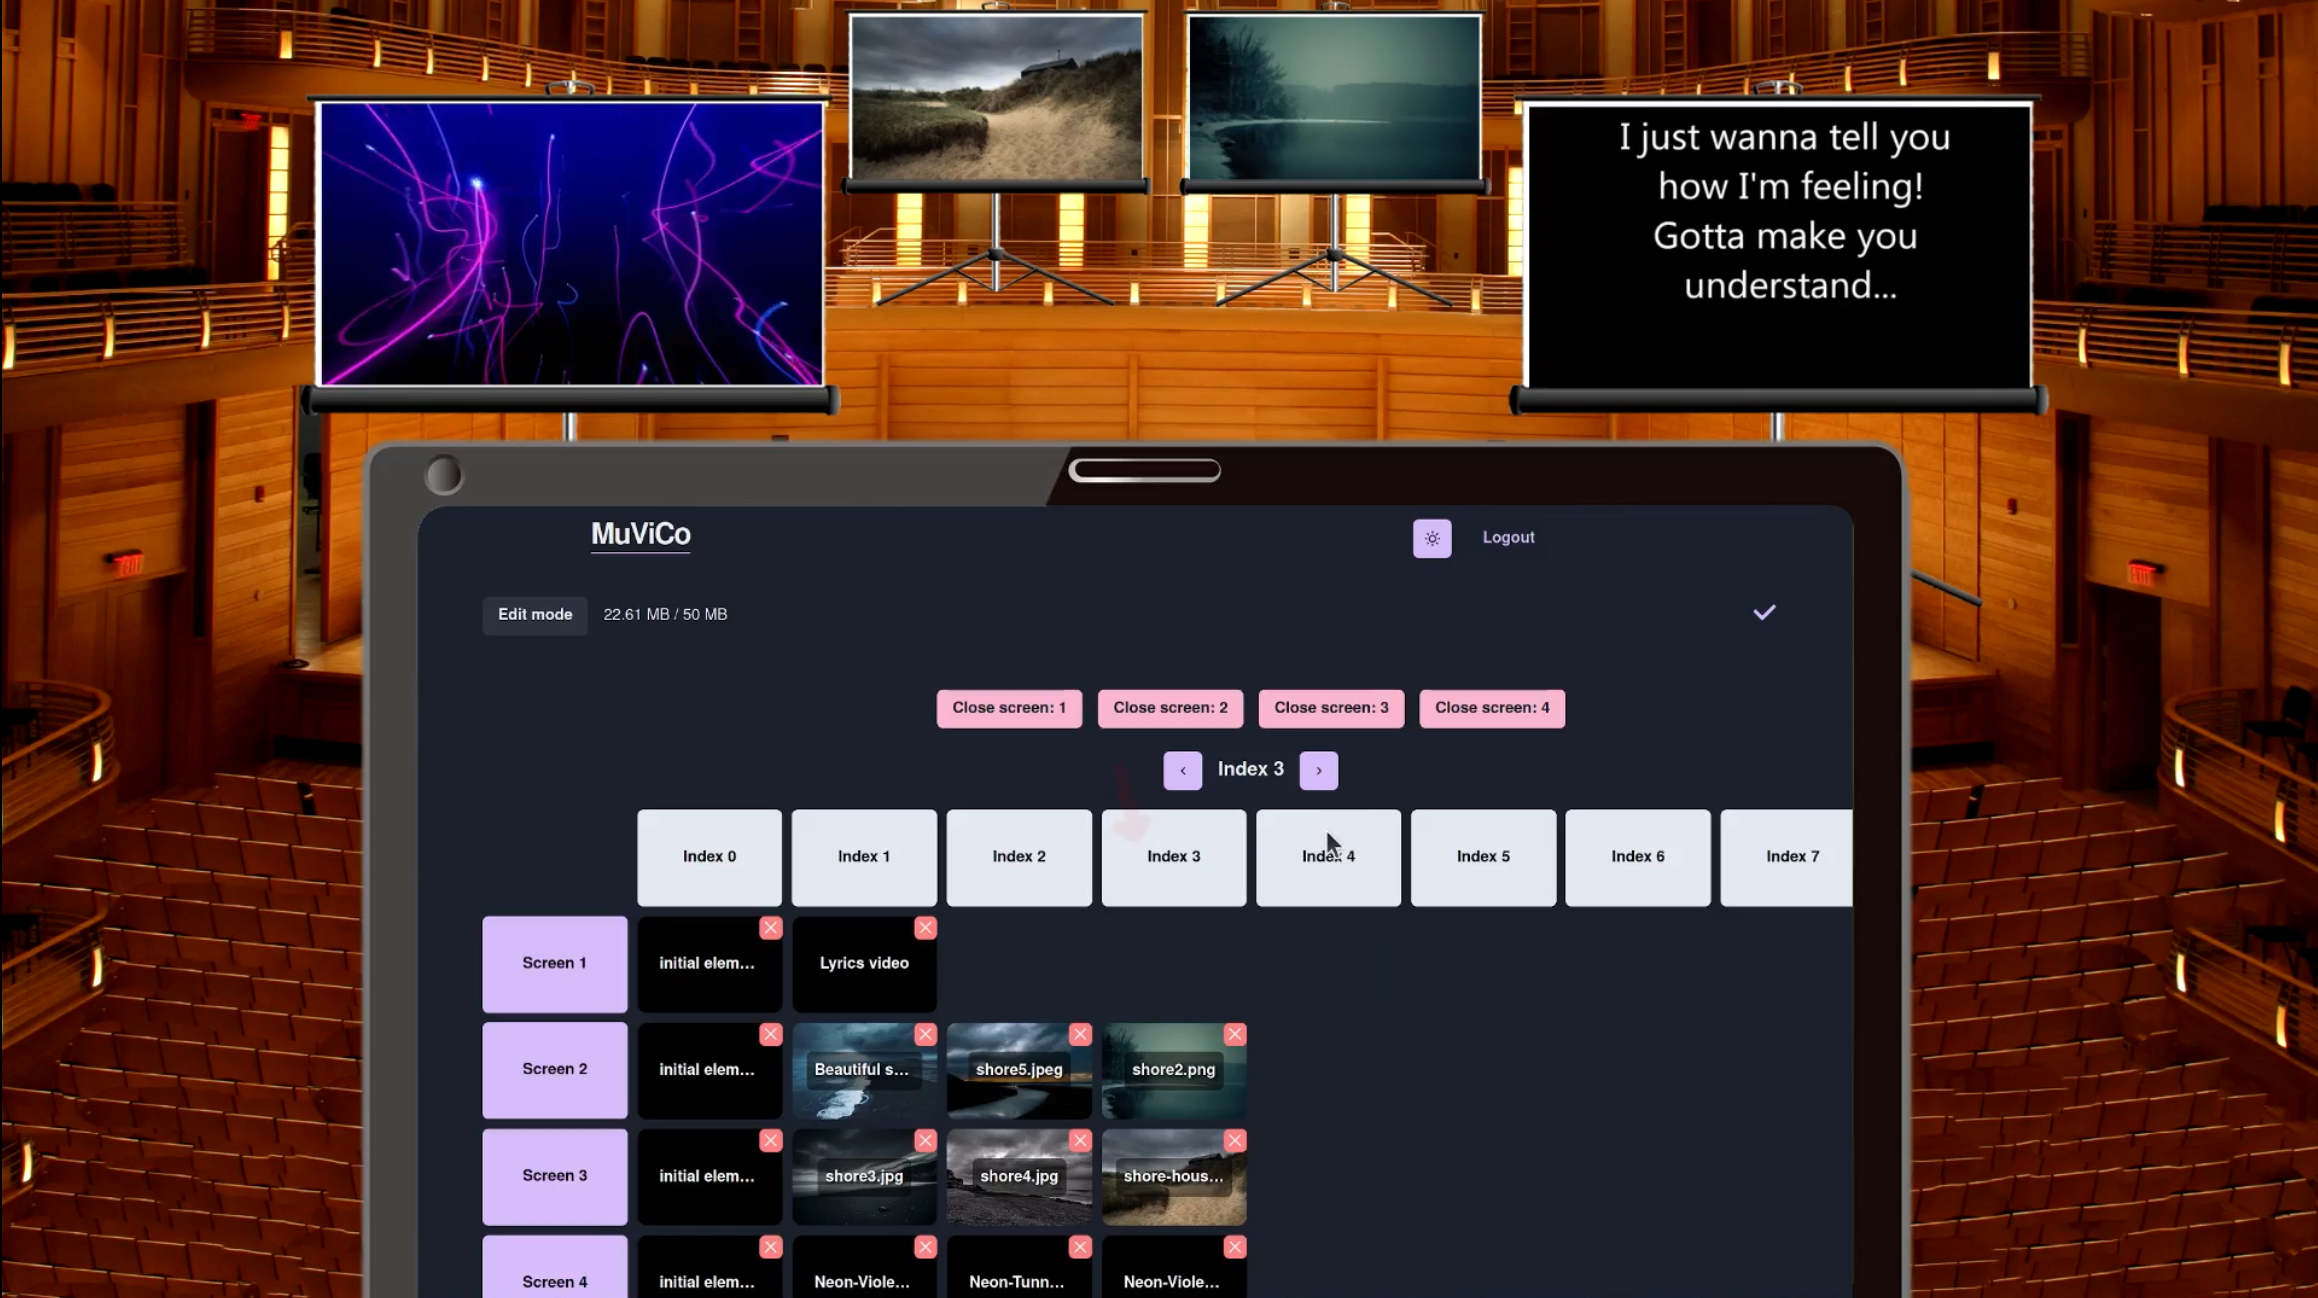 I just wanna tell you
how I'm feeling!
Gotta make you
understand...
MuViCo
Logout
Edit mode 22.61 MB / 50 MB
Close screen: 1 Close screen: 2 Close screen: 3 Close screen: 4
‹ Index 3 ›
Index 0 Index 1 Index 2 Index 3 Index 4 Index 5 Index 6 Index 7
Screen 1 initial elem... Lyrics video
Screen 2 initial elem... Beautiful s... shore5.jpeg shore2.png
Screen 3 initial elem... shore3.jpg shore4.jpg shore-hous...
Screen 4 initial elem... Neon-Viole... Neon-Tunn... Neon-Viole...